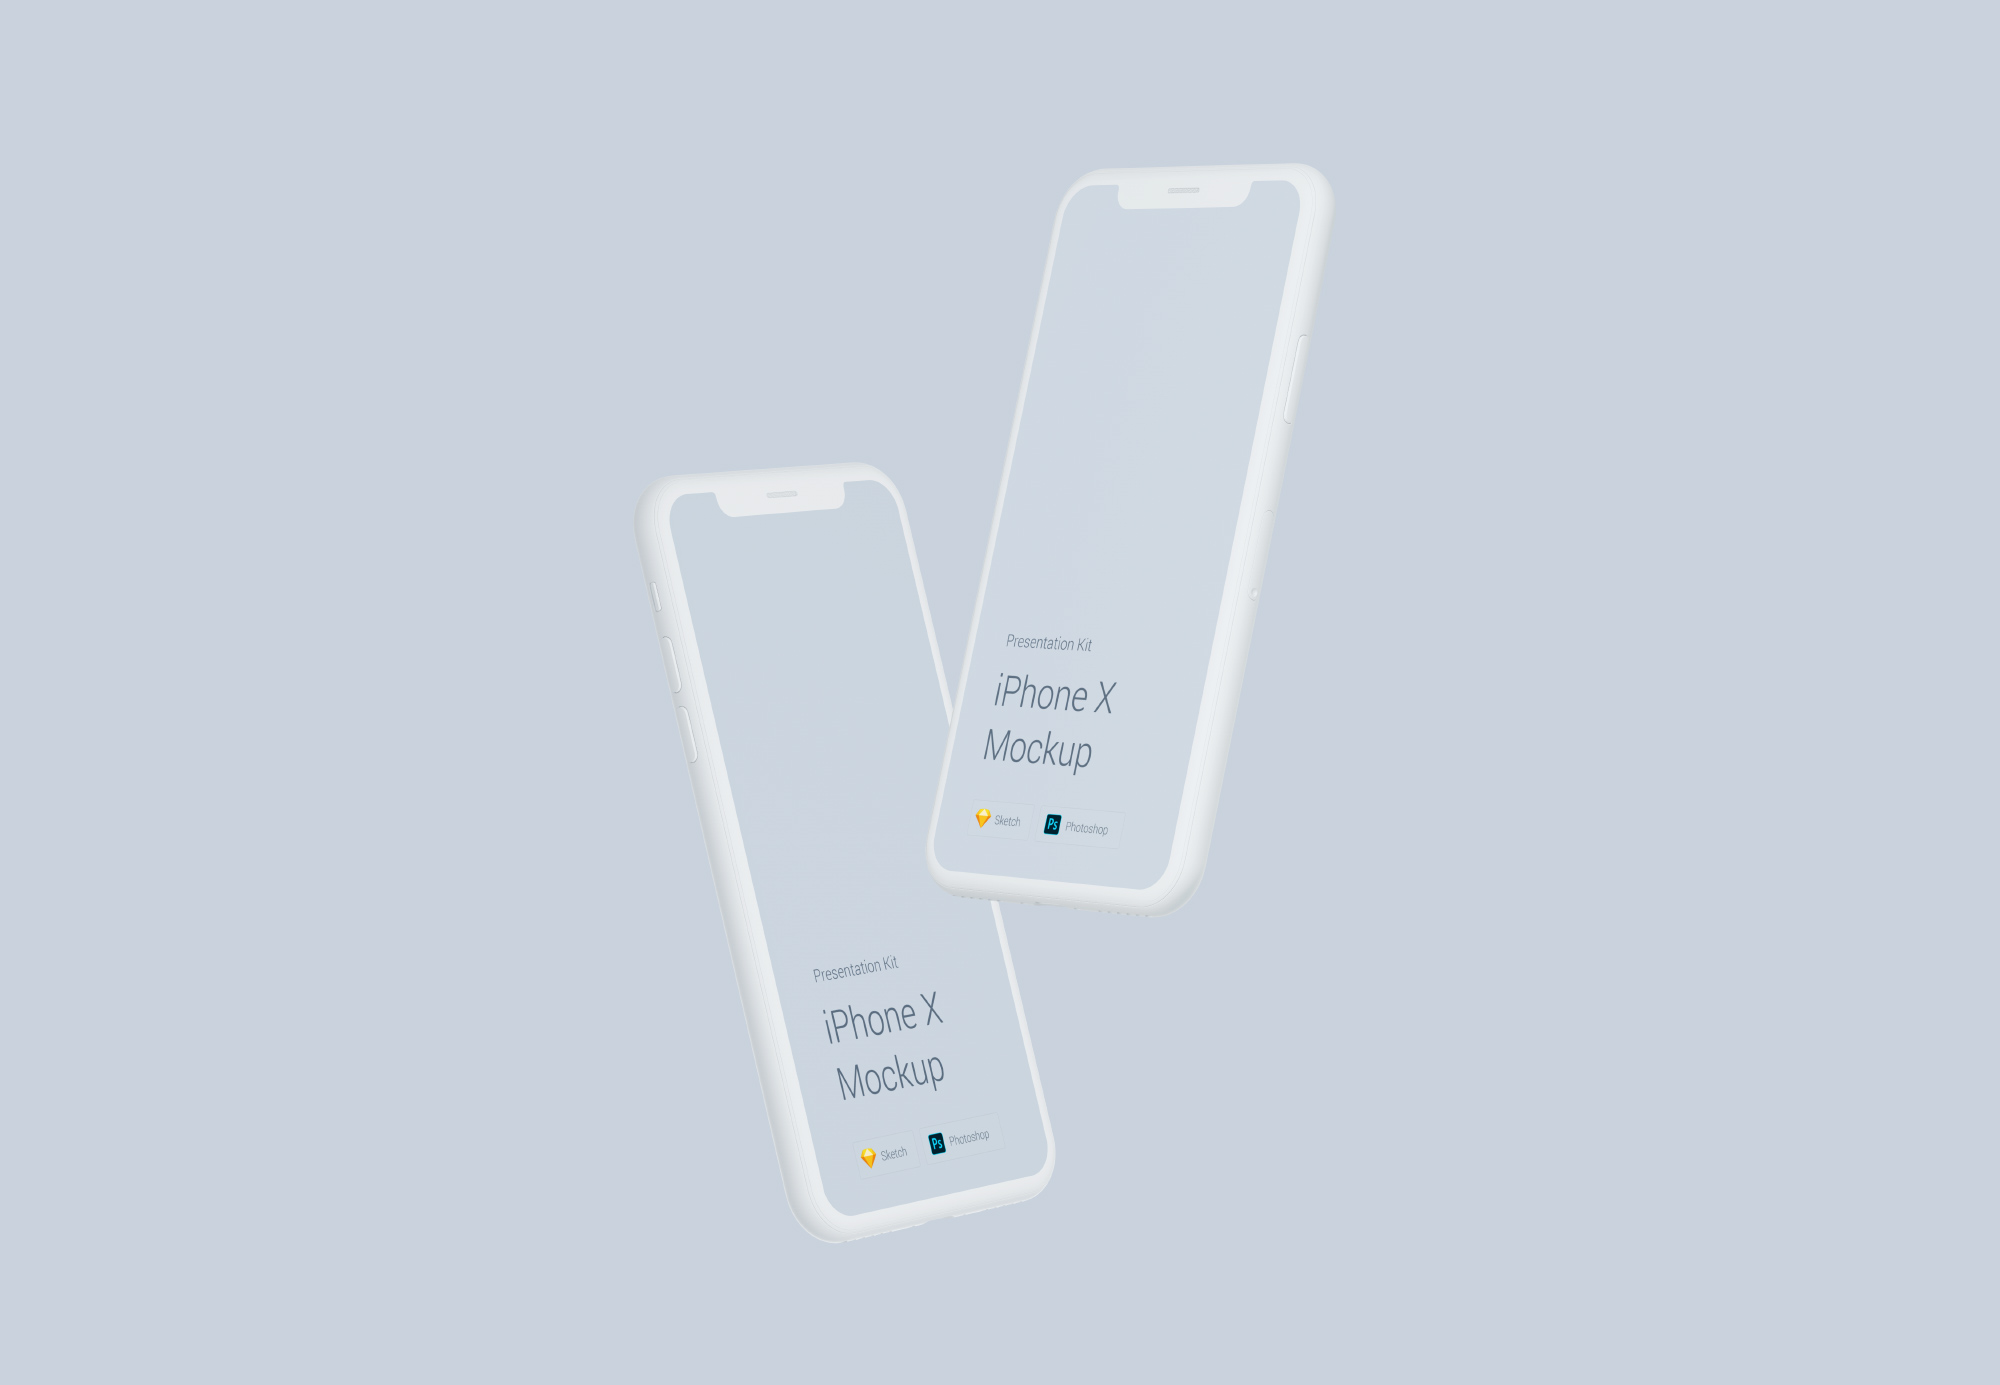 Presentation Kit
iPhone X
Mockup
Sketch
Ps Photoshop
Presentation Kit
iPhone X
Mockup
Sketch
Ps Photoshop